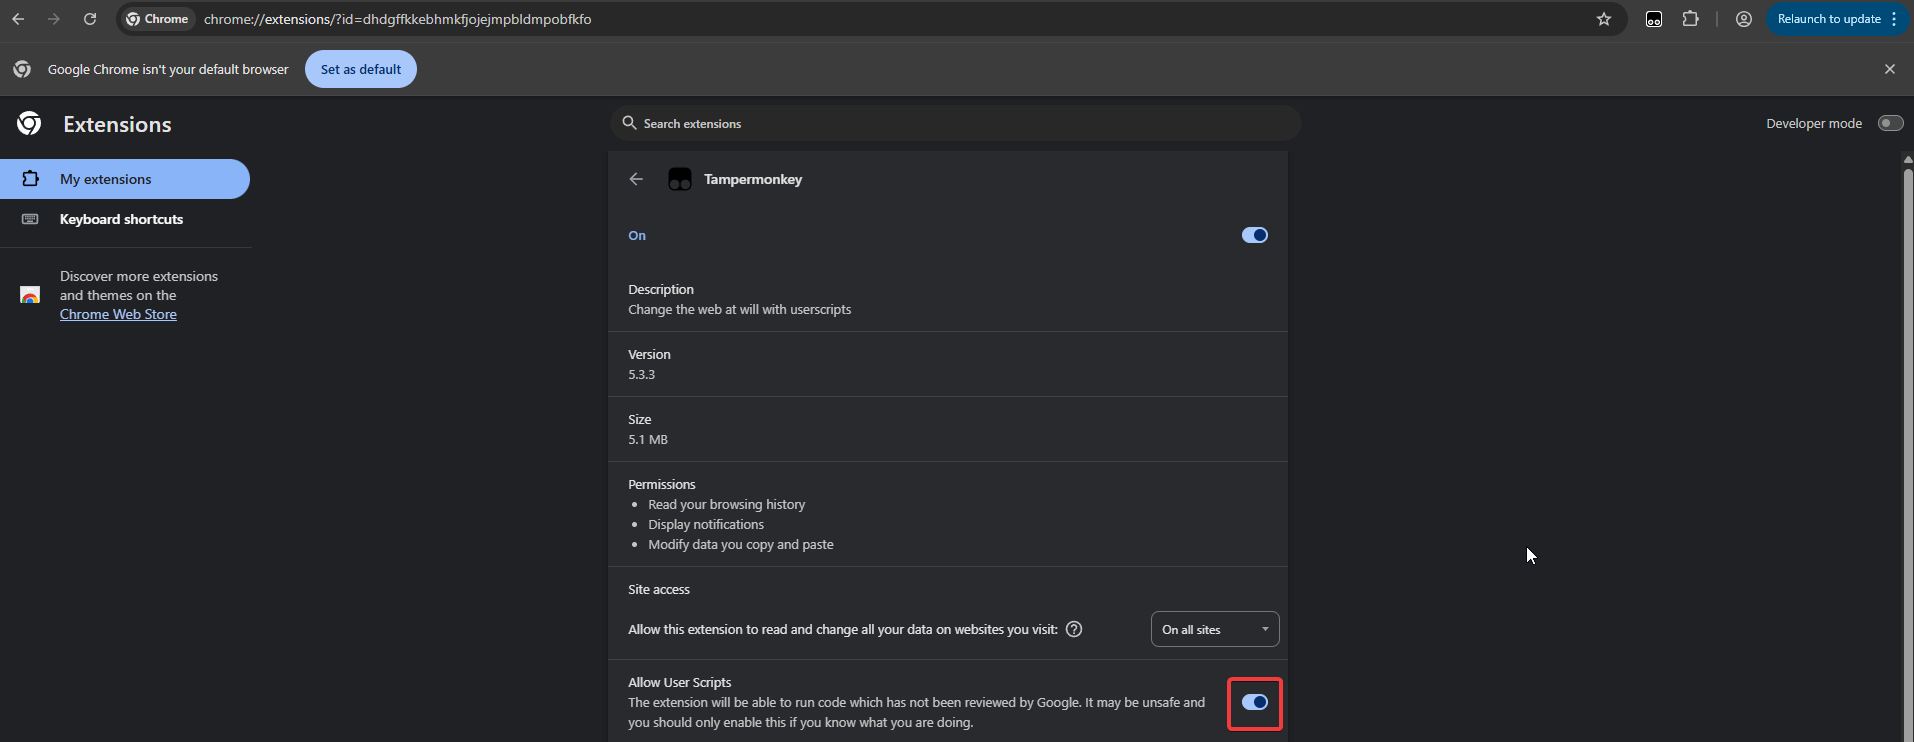 Chrome
chrome://extensions/?id=dhdgffkkebhmkfjojejmpbldmpobfkfo
Relaunch to update
Google Chrome isn't your default browser
Set as default
Extensions
Search extensions
Developer mode
My extensions
Keyboard shortcuts
Discover more extensions
and themes on the
Chrome Web Store
Tampermonkey
On
Description
Change the web at will with userscripts
Version
5.3.3
Size
5.1 MB
Permissions
Read your browsing history
Display notifications
Modify data you copy and paste
Site access
Allow this extension to read and change all your data on websites you visit:
On all sites
Allow User Scripts
The extension will be able to run code which has not been reviewed by Google. It may be unsafe and
you should only enable this if you know what you are doing.